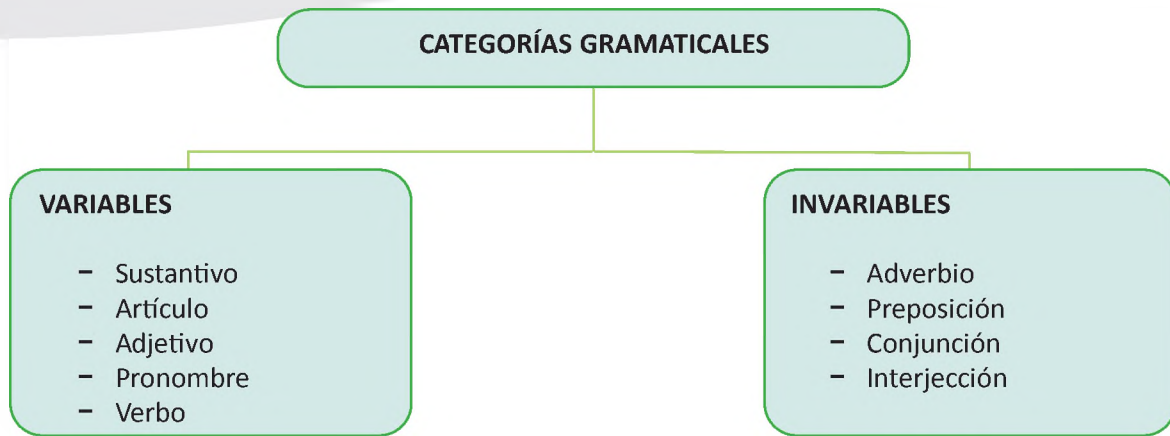 CATEGORÍAS GRAMATICALES
VARIABLES
– Sustantivo
– Artículo
– Adjetivo
– Pronombre
– Verbo
INVARIABLES
– Adverbio
– Preposición
– Conjunción
– Interjección